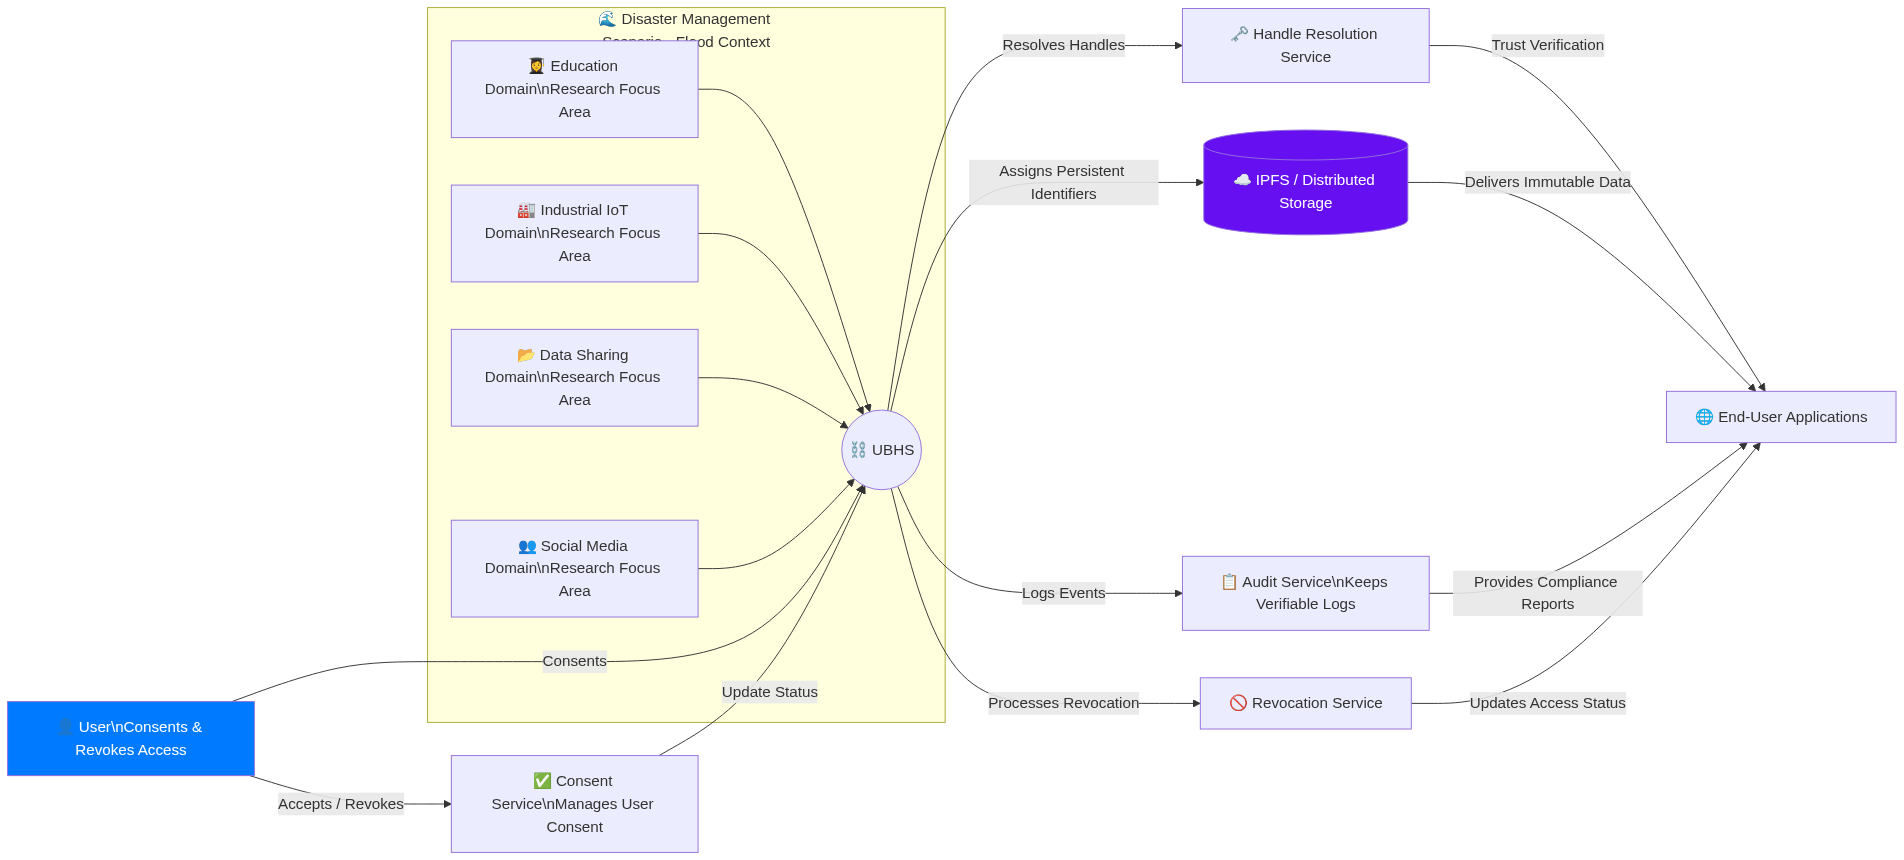 🌊 Disaster Management
Scenario - Flood Context
👩‍🎓 Education
Domain\nResearch Focus
Area
🏭 Industrial IoT
Domain\nResearch Focus
Area
📂 Data Sharing
Domain\nResearch Focus
Area
👥 Social Media
Domain\nResearch Focus
Area
⛓️ UBHS
👤 User\nConsents &
Revokes Access
Consents
Accepts / Revokes
✅ Consent
Service\nManages User
Consent
Update Status
Resolves Handles
🗝️ Handle Resolution
Service
Trust Verification
Assigns Persistent
Identifiers
☁️ IPFS / Distributed
Storage
Delivers Immutable Data
Logs Events
📋 Audit Service\nKeeps
Verifiable Logs
Provides Compliance
Reports
Processes Revocation
🚫 Revocation Service
Updates Access Status
🌐 End-User Applications